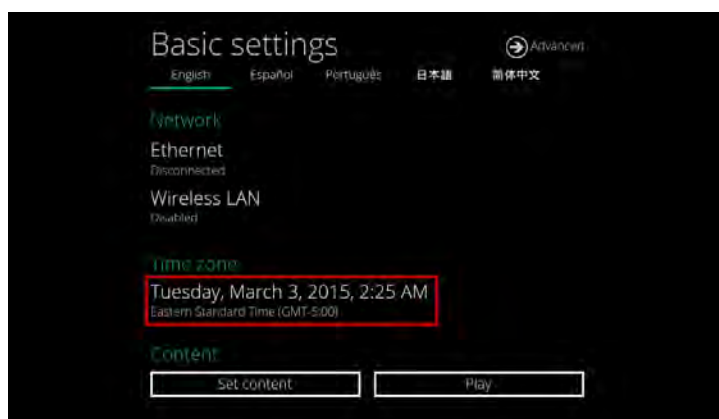 Basic settings
Advanced
English Español Português 日本語 简体中文
Network
Ethernet
Disconnected
Wireless LAN
Disabled
Time zone
Tuesday, March 3, 2015, 2:25 AM
Eastern Standard Time (GMT-5:00)
Content
Set content Play